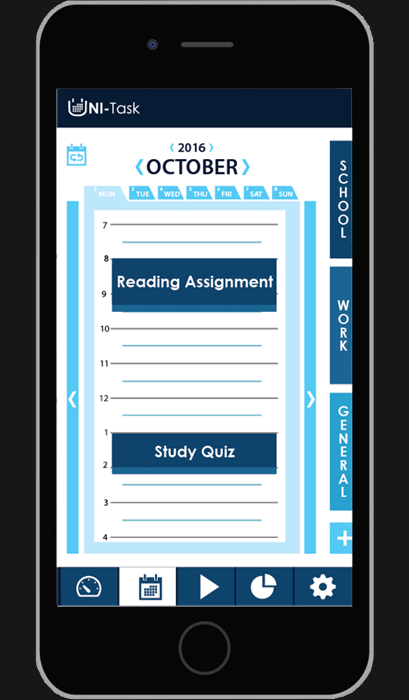 UNI-Task
2016
OCTOBER
MON 3 TUE 4 WED 5 THU 6 FRI 7 SAT 8 SUN
7
8
Reading Assignment
9
10
11
12
1
Study Quiz
2
3
4
SCHOOL
WORK
GENERAL
+